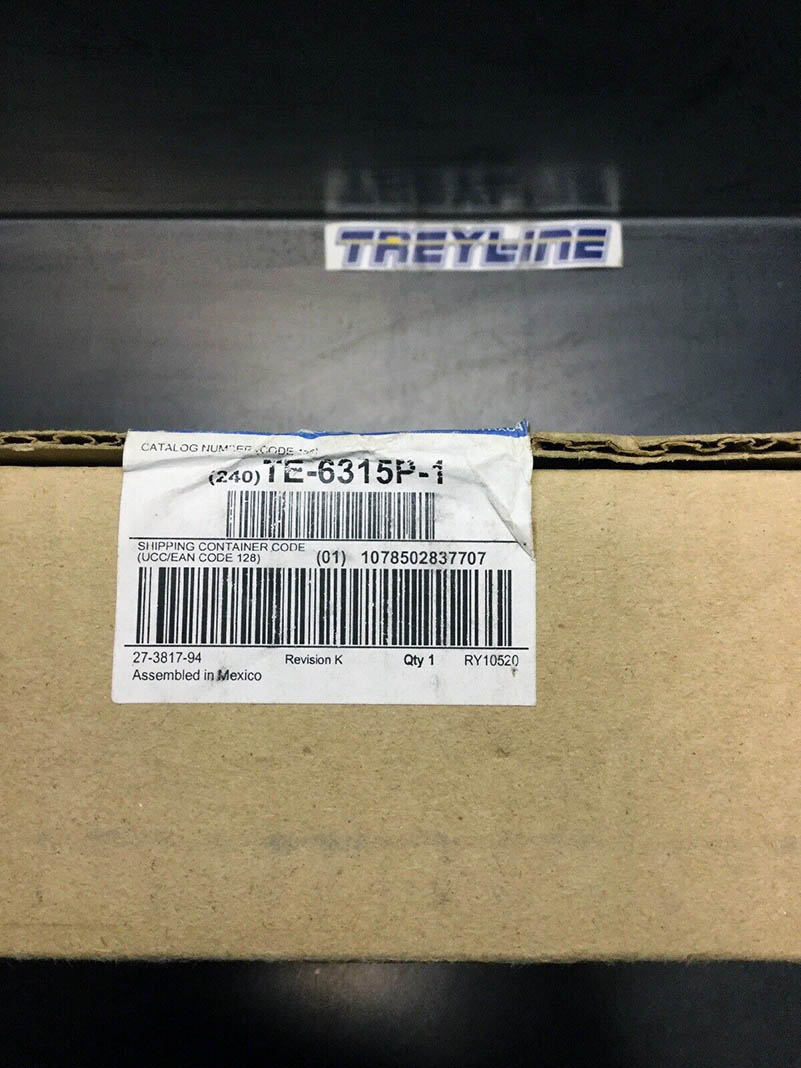 TREYLINE
CATALOG NUMBER (CODE
(240) TE-6315P-1
SHIPPING CONTAINER CODE
(UCC/EAN CODE 128) (01) 1078502837707
27-3817-94 Revision K Qty 1 RY10520
Assembled in Mexico